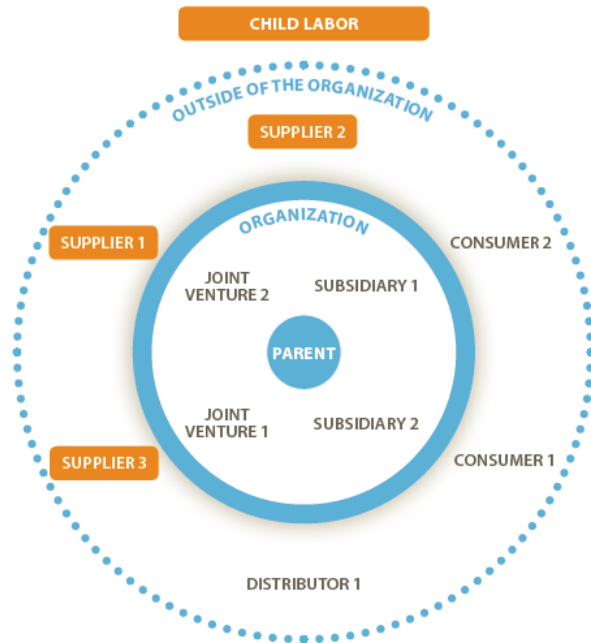 CHILD LABOR
OUTSIDE OF THE ORGANIZATION
SUPPLIER 2
ORGANIZATION
SUPPLIER 1
CONSUMER 2
JOINT
VENTURE 2
SUBSIDIARY 1
PARENT
JOINT
VENTURE 1
SUBSIDIARY 2
SUPPLIER 3
CONSUMER 1
DISTRIBUTOR 1